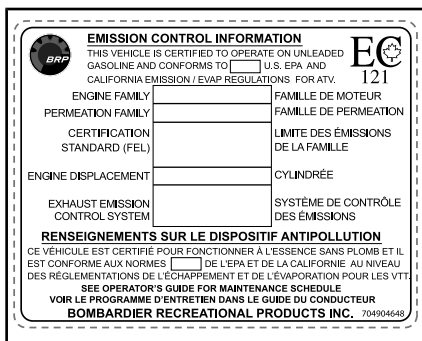 BRP
EMISSION CONTROL INFORMATION
THIS VEHICLE IS CERTIFIED TO OPERATE ON UNLEADED
GASOLINE AND CONFORMS TO U.S. EPA AND
CALIFORNIA EMISSION / EVAP REGULATIONS FOR ATV.
EC
121
ENGINE FAMILY FAMILLE DE MOTEUR
PERMEATION FAMILY FAMILLE DE PERMEATION
CERTIFICATION LIMITE DES ÉMISSIONS
STANDARD (FEL) DE LA FAMILLE
ENGINE DISPLACEMENT CYLINDRÉE
EXHAUST EMISSION SYSTÈME DE CONTRÔLE
CONTROL SYSTEM DES ÉMISSIONS
RENSEIGNEMENTS SUR LE DISPOSITIF ANTIPOLLUTION
CE VÉHICULE EST CERTIFIÉ POUR FONCTIONNER À L'ESSENCE SANS PLOMB ET IL
EST CONFORME AUX NORMES DE L'EPA ET DE LA CALIFORNIE AU NIVEAU
DES RÉGLEMENTATIONS DE L'ÉCHAPPEMENT ET DE L'ÉVAPORATION POUR LES VTT.
SEE OPERATOR'S GUIDE FOR MAINTENANCE SCHEDULE
VOIR LE PROGRAMME D'ENTRETIEN DANS LE GUIDE DU CONDUCTEUR
BOMBARDIER RECREATIONAL PRODUCTS INC. 704904648